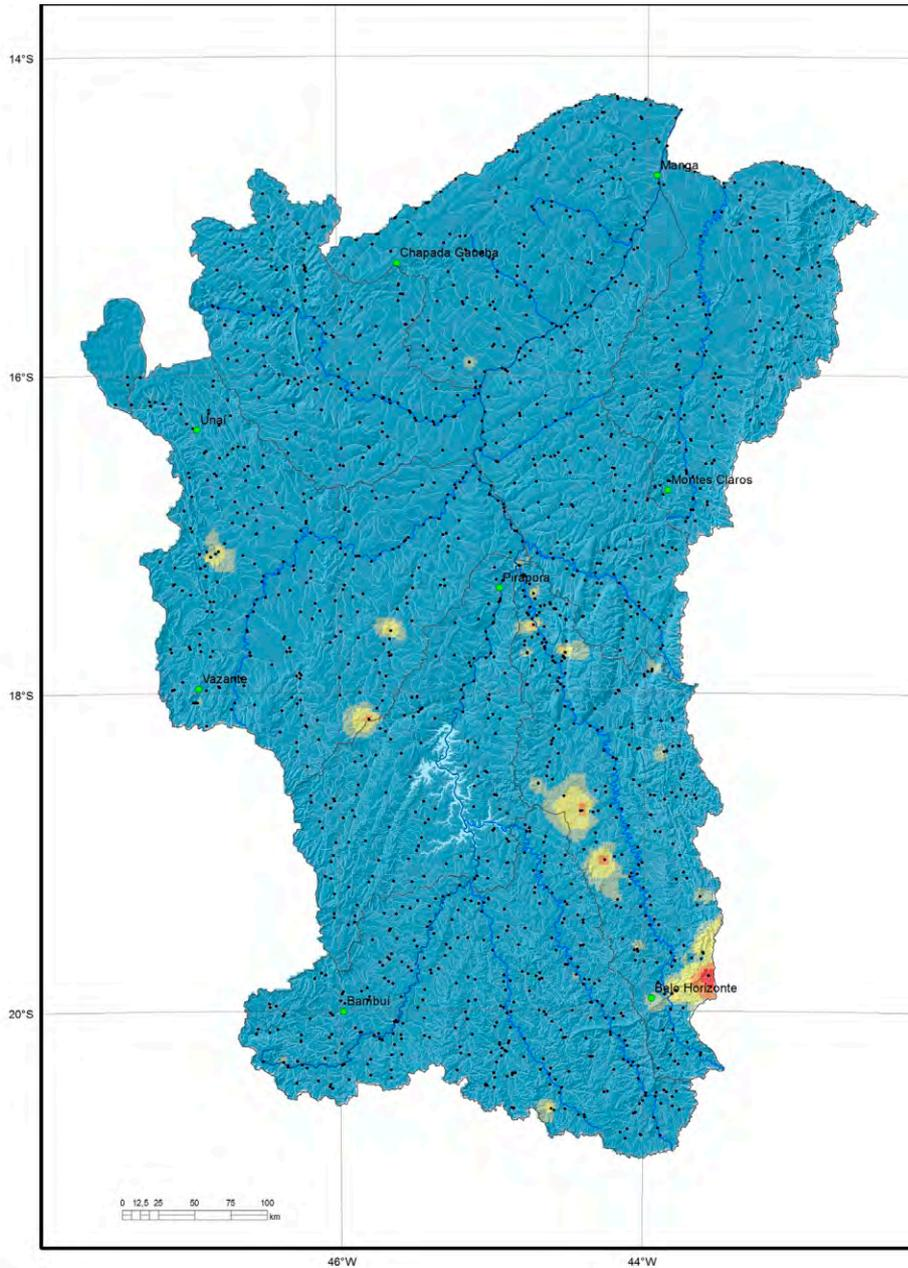 14°S
Manga
Chapada Gaúcha
16°S
Unaí
Montes Claros
Pirapora
18°S
Vazante
Belo Horizonte
20°S
Bambuí
0 12,5 25 50 75 100
km
46°W 44°W